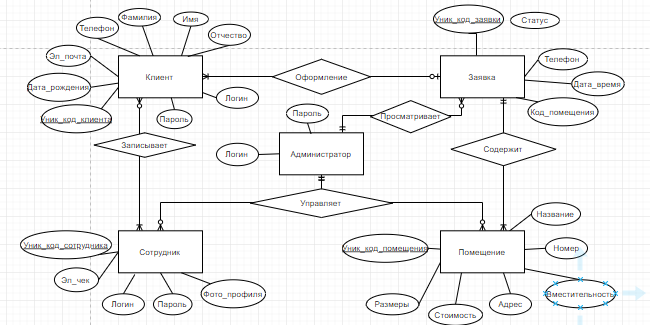 Фамилия
Имя
Телефон
Отчество
Уник_код_заявки
Статус
Эл_почта
Клиент
Оформление
Заявка
Телефон
Дата_рождения
Логин
Дата_время
Уник_код_клиента
Пароль
Пароль
Просматривает
Код_помещения
Записывает
Логин
Администратор
Содержит
Управляет
Название
Уник_код_сотрудника
Сотрудник
Уник_код_помещения
Помещение
Номер
Эл_чек
Фото_профиля
Вместительность
Логин
Пароль
Размеры
Стоимость
Адрес